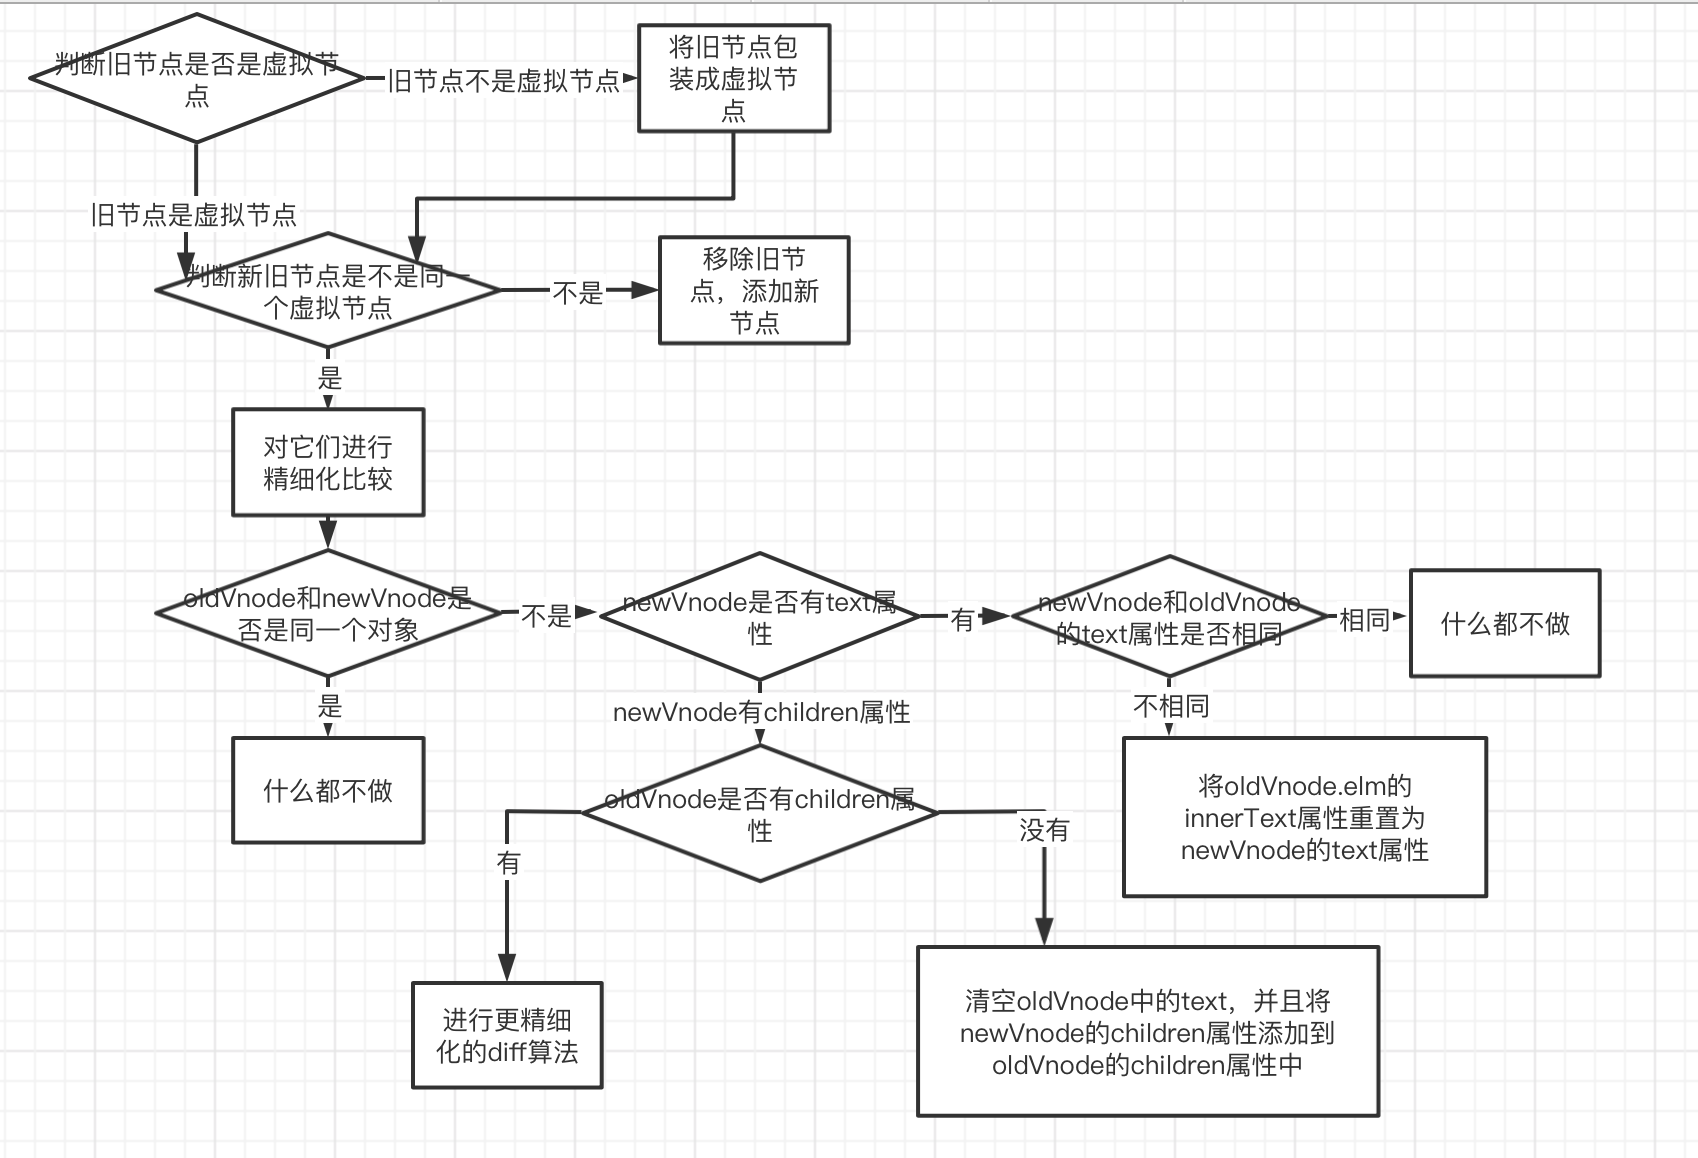 判断旧节点是否是虚拟节
点
旧节点不是虚拟节点
将旧节点包
装成虚拟节
点
旧节点是虚拟节点
判断新旧节点是不是同一
个虚拟节点
不是
移除旧节
点，添加新
节点
是
对它们进行
精细化比较
oldVnode和newVnode是
否是同一个对象
不是
newVnode是否有text属
性
有
newVnode和oldVnode
的text属性是否相同
相同
什么都不做
是
什么都不做
newVnode有children属性
不相同
将oldVnode.elm的
innerText属性重置为
newVnode的text属性
oldVnode是否有children属
性
有
没有
进行更精细
化的diff算法
清空oldVnode中的text，并且将
newVnode的children属性添加到
oldVnode的children属性中